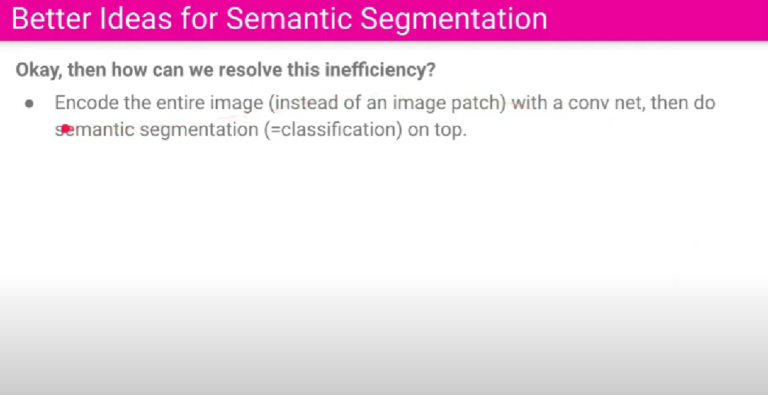 Better Ideas for Semantic Segmentation
Okay, then how can we resolve this inefficiency?
● Encode the entire image (instead of an image patch) with a conv net, then do
semantic segmentation (=classification) on top.